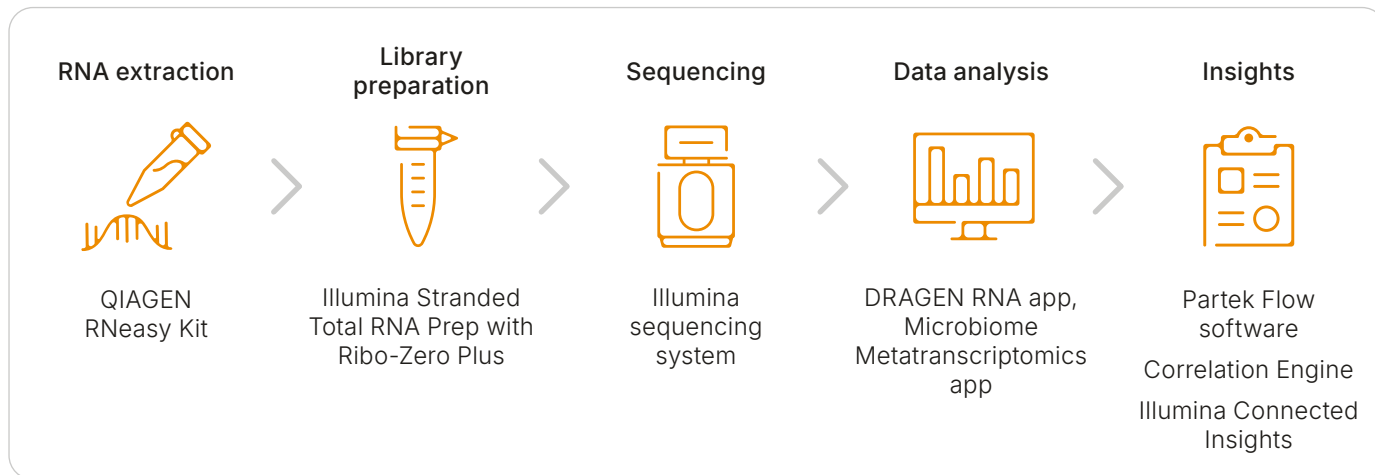 RNA extraction
QIAGEN
RNeasy Kit
Library
preparation
Illumina Stranded
Total RNA Prep with
Ribo-Zero Plus
Sequencing
Illumina
sequencing
system
Data analysis
DRAGEN RNA app,
Microbiome
Metatranscriptomics
app
Insights
Partek Flow
software
Correlation Engine
Illumina Connected
Insights